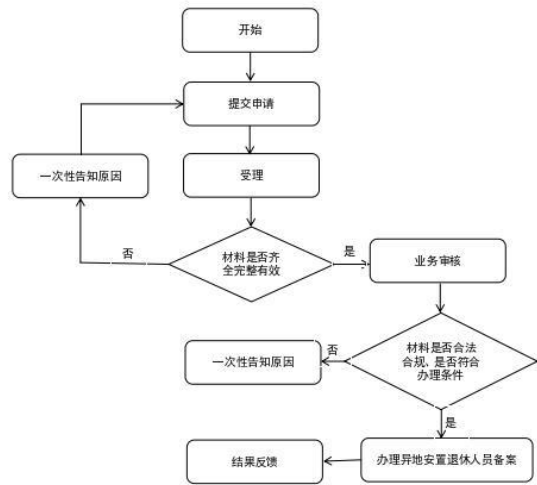 开始
提交申请
一次性告知原因
受理
材料是否齐
全完整有效
否
是
业务审核
材料是否合法
合规、是否符合
办理条件
否
一次性告知原因
是
办理异地安置退休人员备案
结果反馈